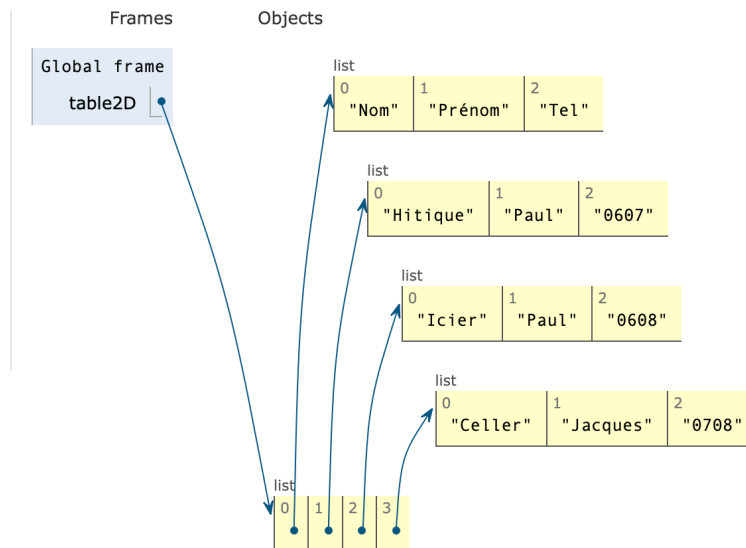 Frames Objects
Global frame
table2D
list
0 1 2
"Nom" "Prénom" "Tel"
list
0 1 2
"Hitique" "Paul" "0607"
list
0 1 2
"Icier" "Paul" "0608"
list
0 1 2
"Celler" "Jacques" "0708"
list
0 1 2 3